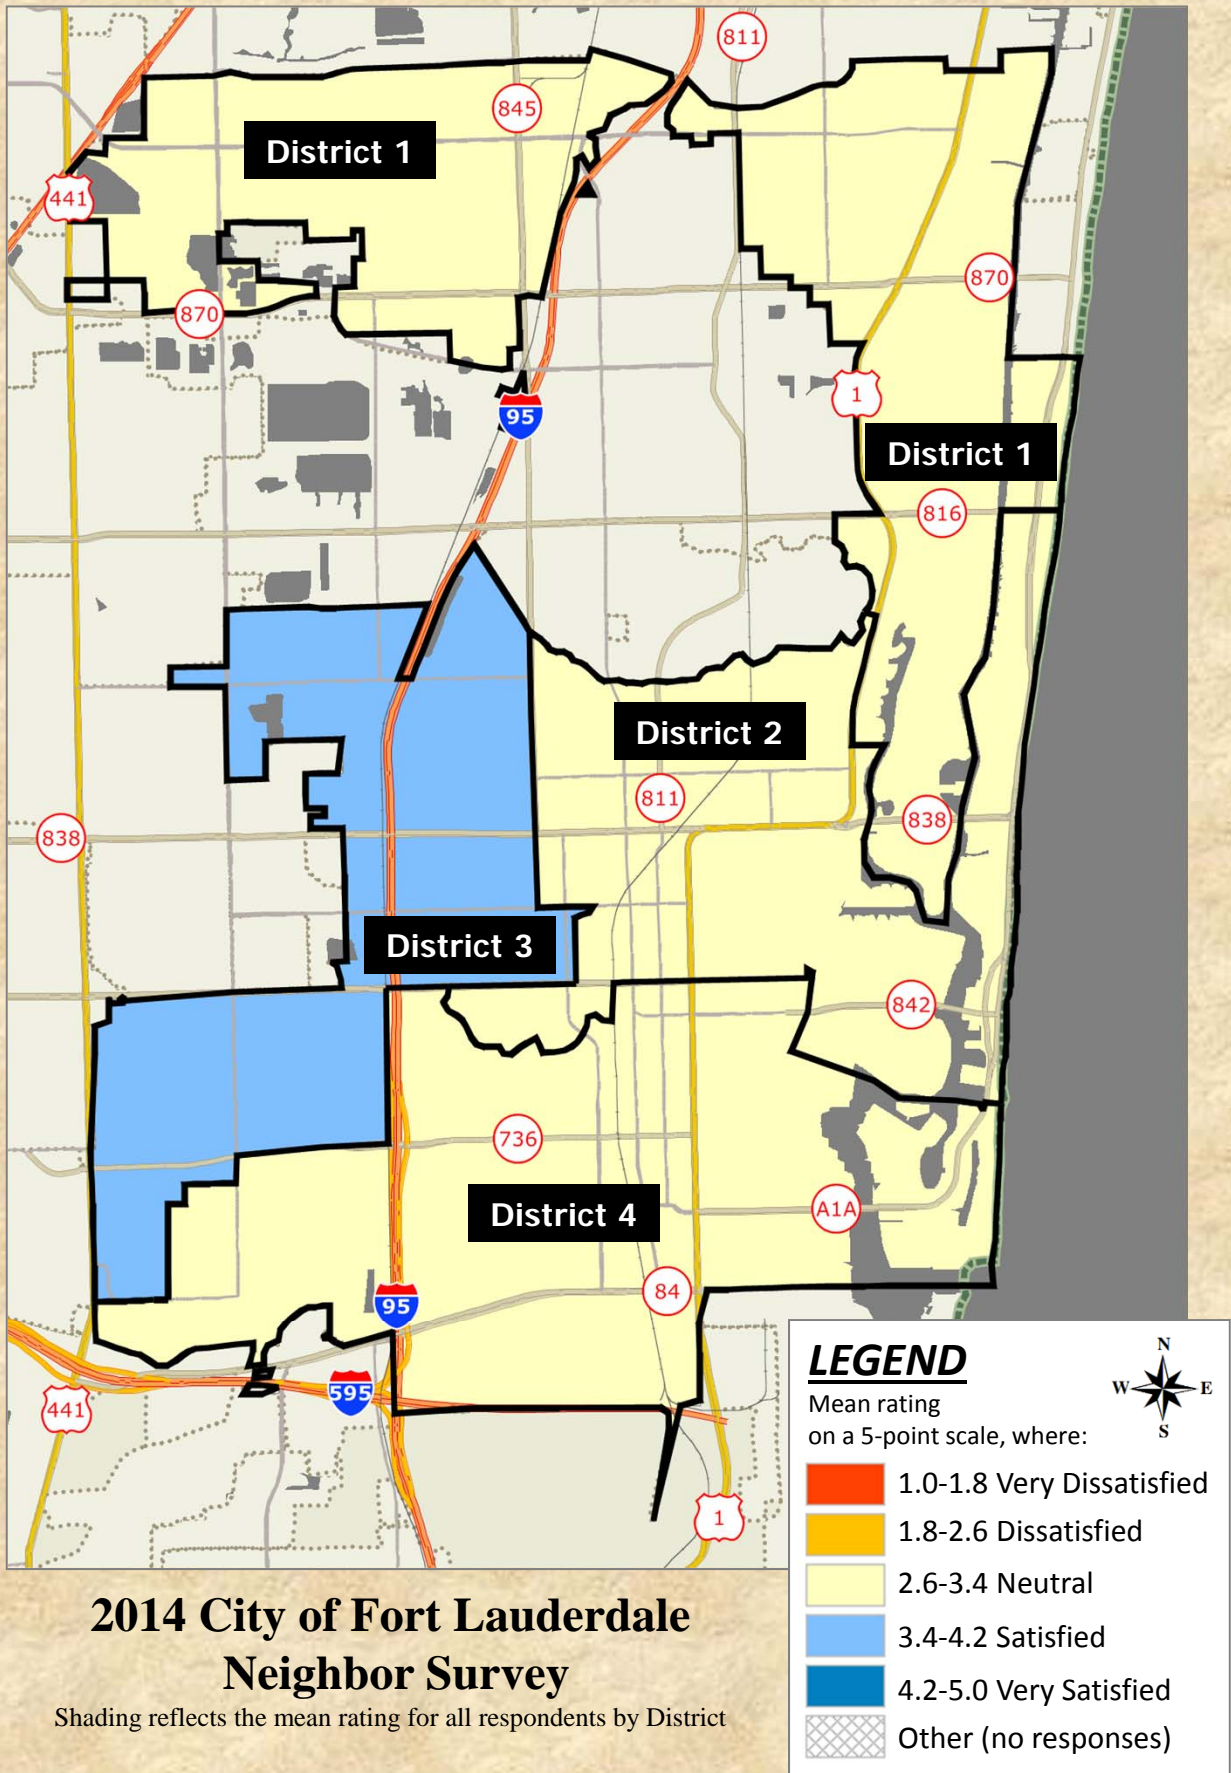 811
845
District 1
441
870
870
1
95
District 1
816
District 2
811
838
838
District 3
842
736
A1A
District 4
84
95
595
441
1
LEGEND
N
W E
S
Mean rating
on a 5-point scale, where:
1.0-1.8 Very Dissatisfied
1.8-2.6 Dissatisfied
2.6-3.4 Neutral
3.4-4.2 Satisfied
4.2-5.0 Very Satisfied
Other (no responses)
2014 City of Fort Lauderdale
Neighbor Survey
Shading reflects the mean rating for all respondents by District